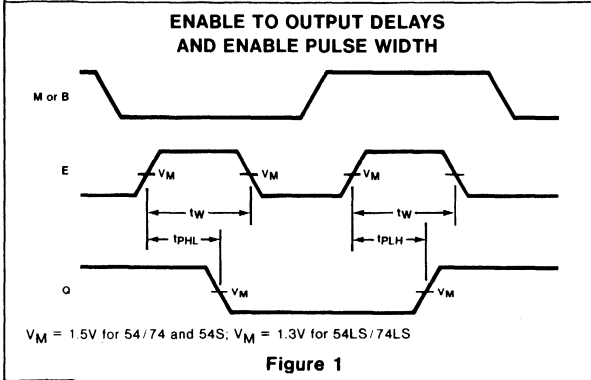 ENABLE TO OUTPUT DELAYS
AND ENABLE PULSE WIDTH
M or B
E
VM
VM
VM
tW
tW
tPHL
tPLH
Q
VM
VM
VM = 1.5V for 54/74 and 54S; VM = 1.3V for 54LS/74LS
Figure 1